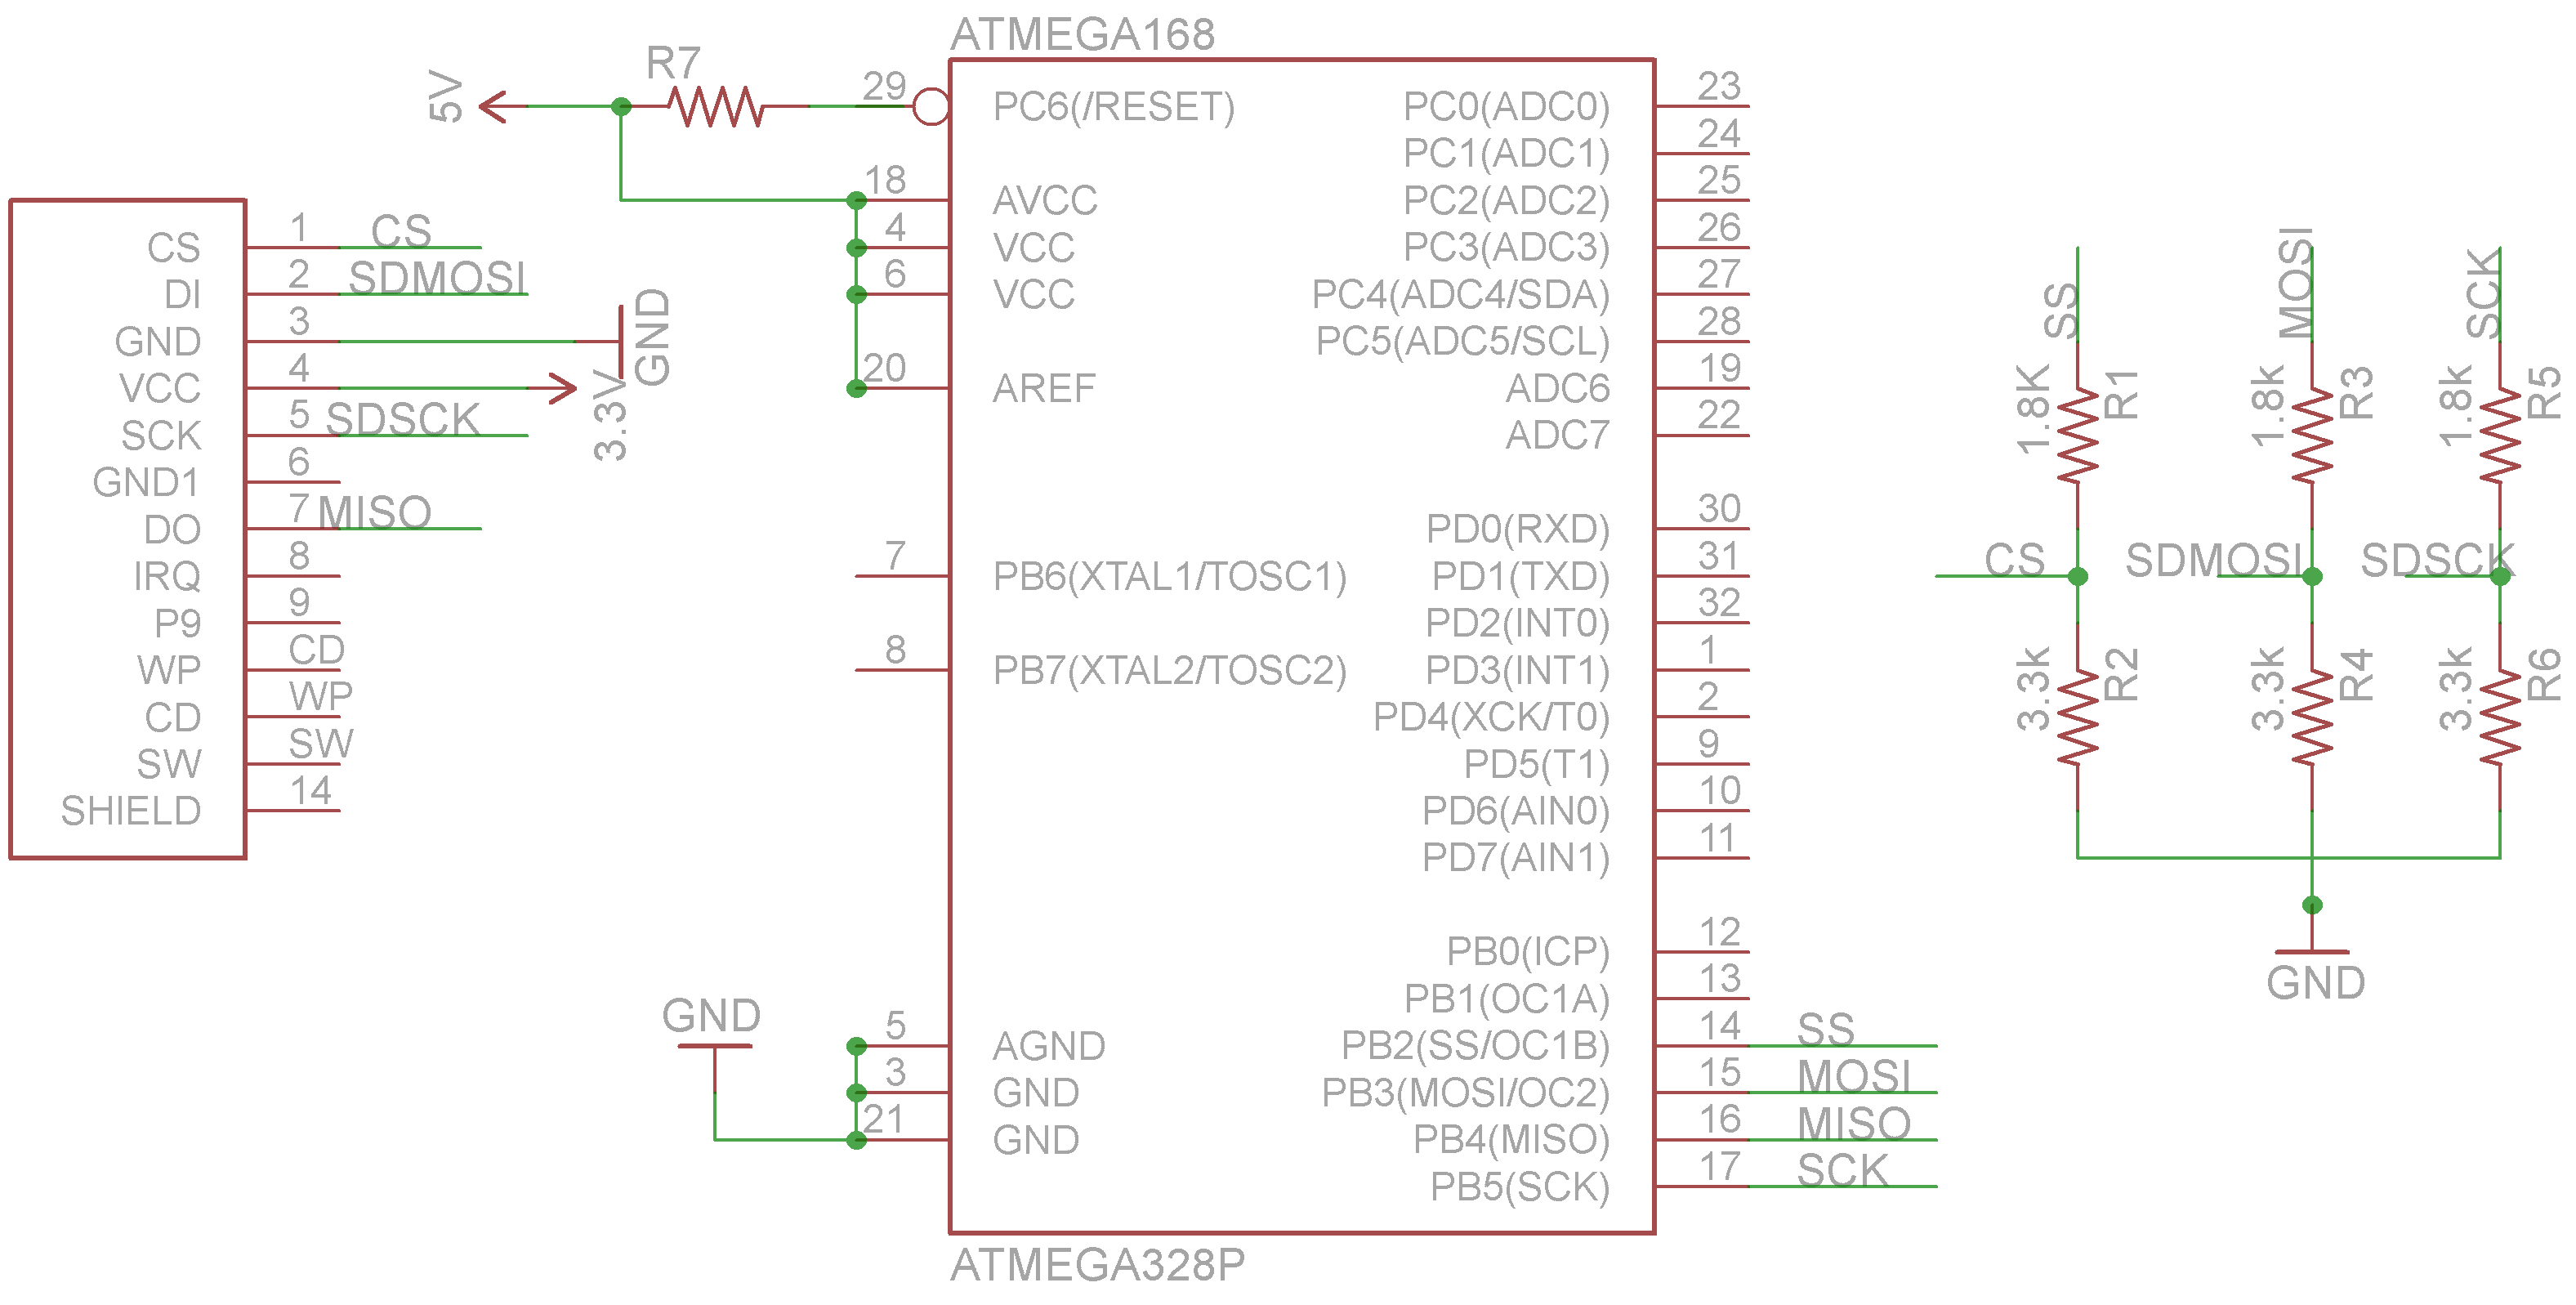 ATMEGA168
R7
5V
29
PC6(/RESET)
18
AVCC
4
VCC
6
VCC
20
AREF
7
PB6(XTAL1/TOSC1)
8
PB7(XTAL2/TOSC2)
GND
5
AGND
3
GND
21
GND
CS
1
CS
DI
2
SDMOSI
GND
3
GND
VCC
4
3.3V
SCK
5
SDSCK
GND1
6
DO
7
MISO
IRQ
8
P9
9
WP
CD
CD
WP
SW
SW
SHIELD
14
PC0(ADC0)
23
PC1(ADC1)
24
PC2(ADC2)
25
PC3(ADC3)
26
PC4(ADC4/SDA)
27
PC5(ADC5/SCL)
28
ADC6
19
ADC7
22
PD0(RXD)
30
PD1(TXD)
31
PD2(INT0)
32
PD3(INT1)
1
PD4(XCK/T0)
2
PD5(T1)
9
PD6(AIN0)
10
PD7(AIN1)
11
PB0(ICP)
12
PB1(OC1A)
13
PB2(SS/OC1B)
14
SS
PB3(MOSI/OC2)
15
MOSI
PB4(MISO)
16
MISO
PB5(SCK)
17
SCK
ATMEGA328P
SS
MOSI
SCK
1.8K
R1
1.8k
R3
1.8k
R5
CS
SDMOSI
SDSCK
3.3k
R2
3.3k
R4
3.3k
R6
GND